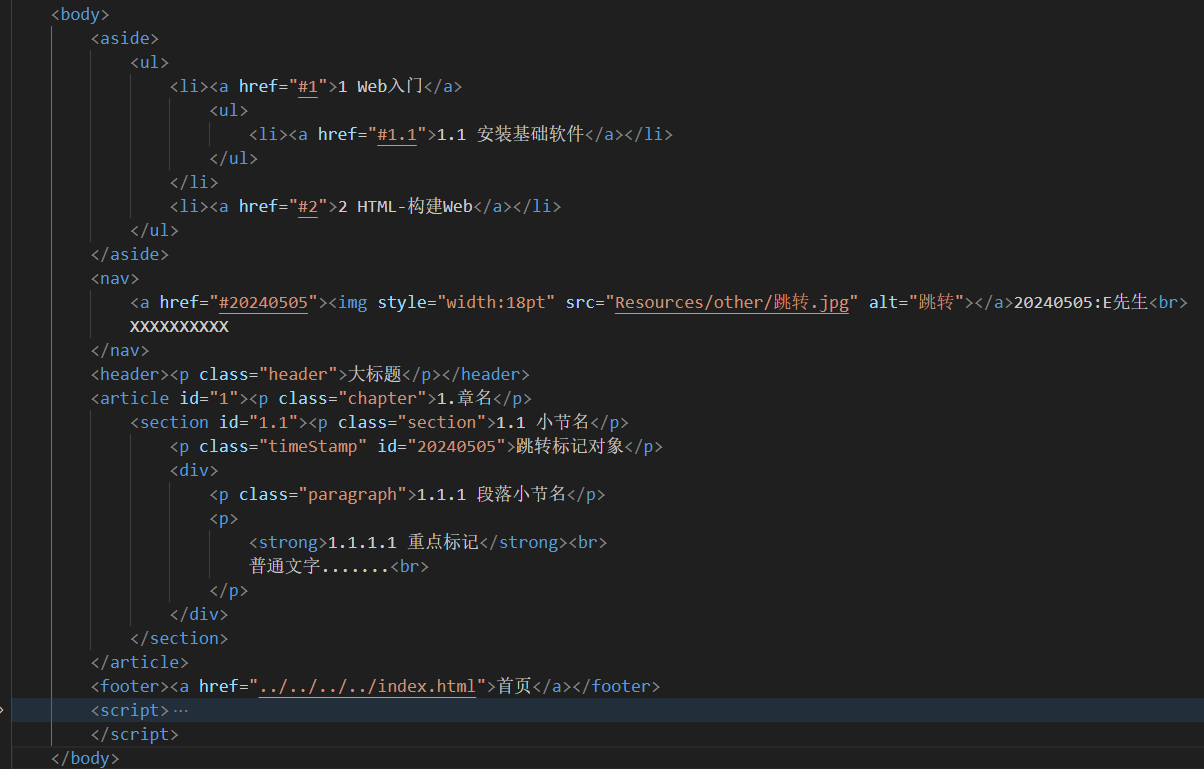 <body>
<aside>
<ul>
<li><a href="#1">1 Web入门</a>
<ul>
<li><a href="#1.1">1.1 安装基础软件</a></li>
</ul>
</li>
<li><a href="#2">2 HTML-构建Web</a></li>
</ul>
</aside>
<nav>
<a href="#20240505"><img style="width:18pt" src="Resources/other/跳转.jpg" alt="跳转"></a>20240505:E先生<br>
XXXXXXXXXX
</nav>
<header><p class="header">大标题</p></header>
<article id="1"><p class="chapter">1.章名</p>
<section id="1.1"><p class="section">1.1 小节名</p>
<p class="timeStamp" id="20240505">跳转标记对象</p>
<div>
<p class="paragraph">1.1.1 段落小节名</p>
<p>
<strong>1.1.1.1 重点标记</strong><br>
普通文字.......<br>
</p>
</div>
</section>
</article>
<footer><a href="../../../../index.html">首页</a></footer>
<script>…
</script>
</body>